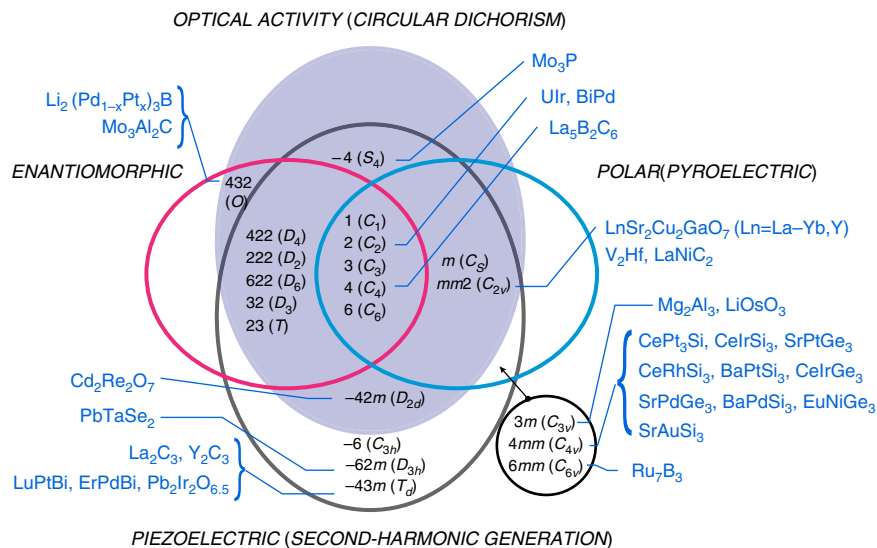 OPTICAL ACTIVITY (CIRCULAR DICHORISM)
Mo₃P
Li₂ (Pd₁₋ₓPtₓ)₃B
Mo₃Al₂C
UIr, BiPd
La₅B₂C₆
ENANTIOMORPHIC
POLAR(PYROELECTRIC)
−4 (S₄)
432
(O)
1 (C₁)
2 (C₂)
3 (C₃)
4 (C₄)
6 (C₆)
422 (D₄)
222 (D₂)
622 (D₆)
32 (D₃)
23 (T)
m (C_S)
mm2 (C₂ᵥ)
LnSr₂Cu₂GaO₇ (Ln=La–Yb,Y)
V₂Hf, LaNiC₂
Mg₂Al₃, LiOsO₃
CePt₃Si, CeIrSi₃, SrPtGe₃
CeRhSi₃, BaPtSi₃, CeIrGe₃
SrPdGe₃, BaPdSi₃, EuNiGe₃
SrAuSi₃
Cd₂Re₂O₇
−42m (D₂d)
PbTaSe₂
3m (C₃ᵥ)
4mm (C₄ᵥ)
6mm (C₆ᵥ)
Ru₇B₃
−6 (C₃ₕ)
−62m (D₃ₕ)
−43m (T_d)
La₂C₃, Y₂C₃
LuPtBi, ErPdBi, Pb₂Ir₂O₆.₅
PIEZOELECTRIC (SECOND-HARMONIC GENERATION)